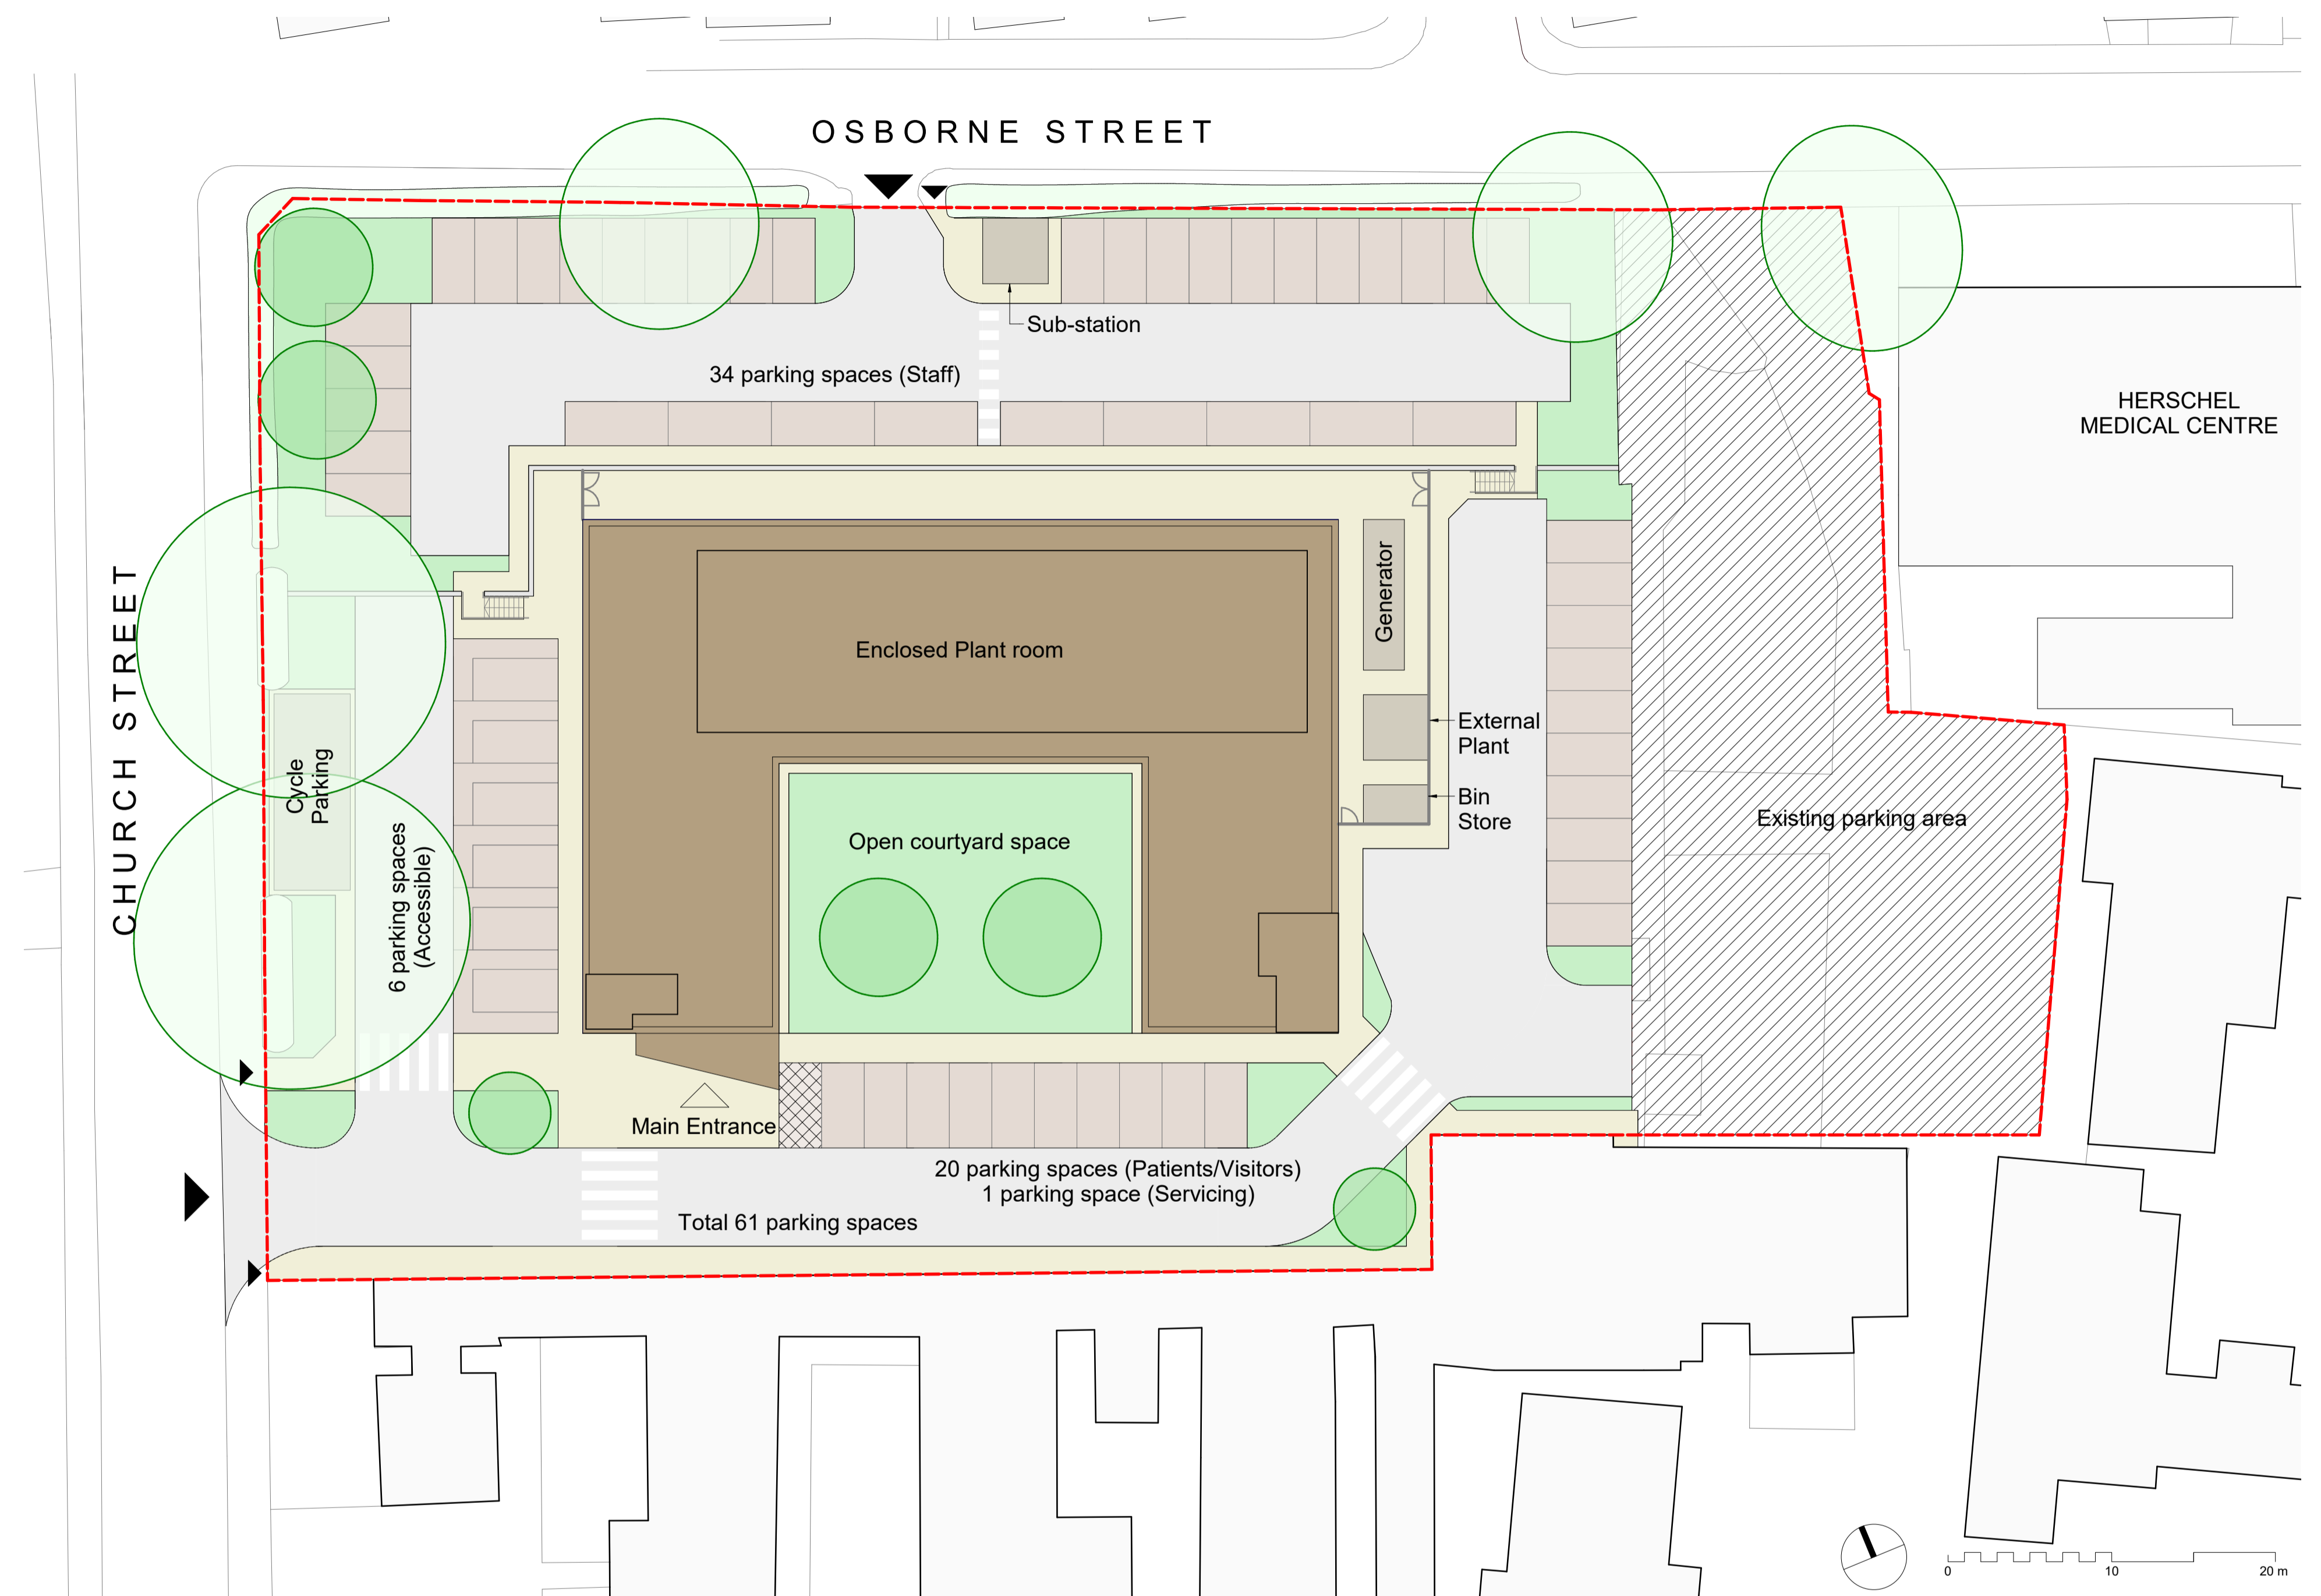 OSBORNE STREET
Sub-station
34 parking spaces (Staff)
HERSCHEL
MEDICAL CENTRE
CHURCH STREET
Generator
Enclosed Plant room
External
Plant
Cycle
Parking
Bin
Store
Existing parking area
Open courtyard space
6 parking spaces
(Accessible)
Main Entrance
20 parking spaces (Patients/Visitors)
1 parking space (Servicing)
Total 61 parking spaces
0 10 20 m